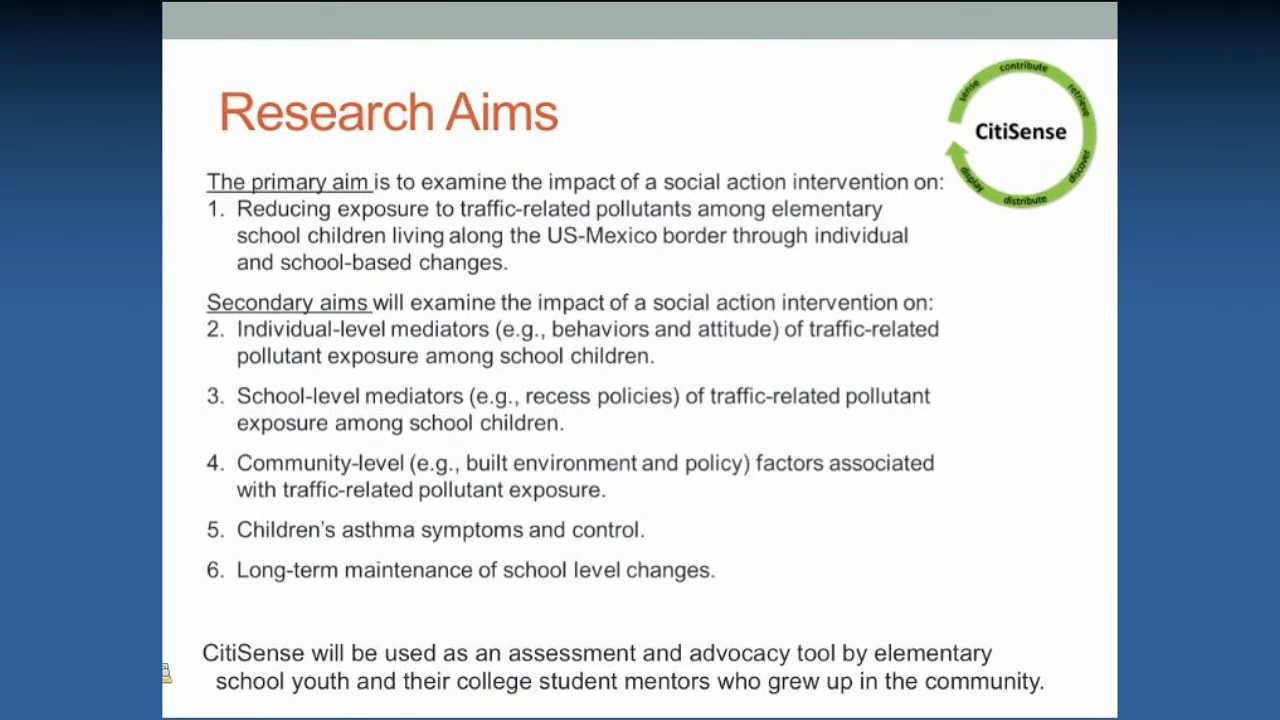 Research Aims
sense
contribute
retrieve
discover
distribute
display
CitiSense
The primary aim is to examine the impact of a social action intervention on:
1. Reducing exposure to traffic-related pollutants among elementary
school children living along the US-Mexico border through individual
and school-based changes.
Secondary aims will examine the impact of a social action intervention on:
2. Individual-level mediators (e.g., behaviors and attitude) of traffic-related
pollutant exposure among school children.
3. School-level mediators (e.g., recess policies) of traffic-related pollutant
exposure among school children.
4. Community-level (e.g., built environment and policy) factors associated
with traffic-related pollutant exposure.
5. Children's asthma symptoms and control.
6. Long-term maintenance of school level changes.
CitiSense will be used as an assessment and advocacy tool by elementary
school youth and their college student mentors who grew up in the community.